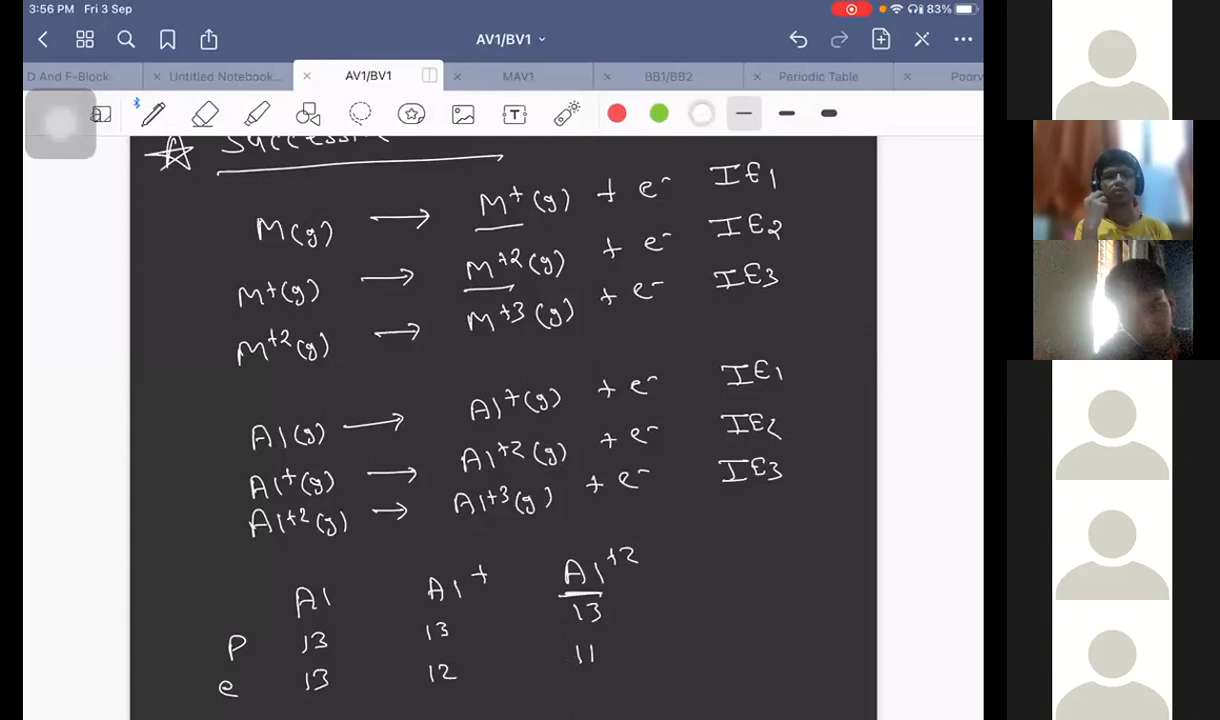 3:56 PM Fri 3 Sep 83%
AV1/BV1
D And F-Block Untitled Notebook... AV1/BV1 MAV1 BB1/BB2 Periodic Table Poorv
Successive
M(g) → M+(g) + e- IE1
M+(g) → M+2(g) + e- IE2
M+2(g) → M+3(g) + e- IE3
Al(g) → Al+(g) + e- IE1
Al+(g) → Al+2(g) + e- IE2
Al+2(g) → Al+3(g) + e- IE3
Al Al+ Al+2
P 13 13 13
e 13 12 11